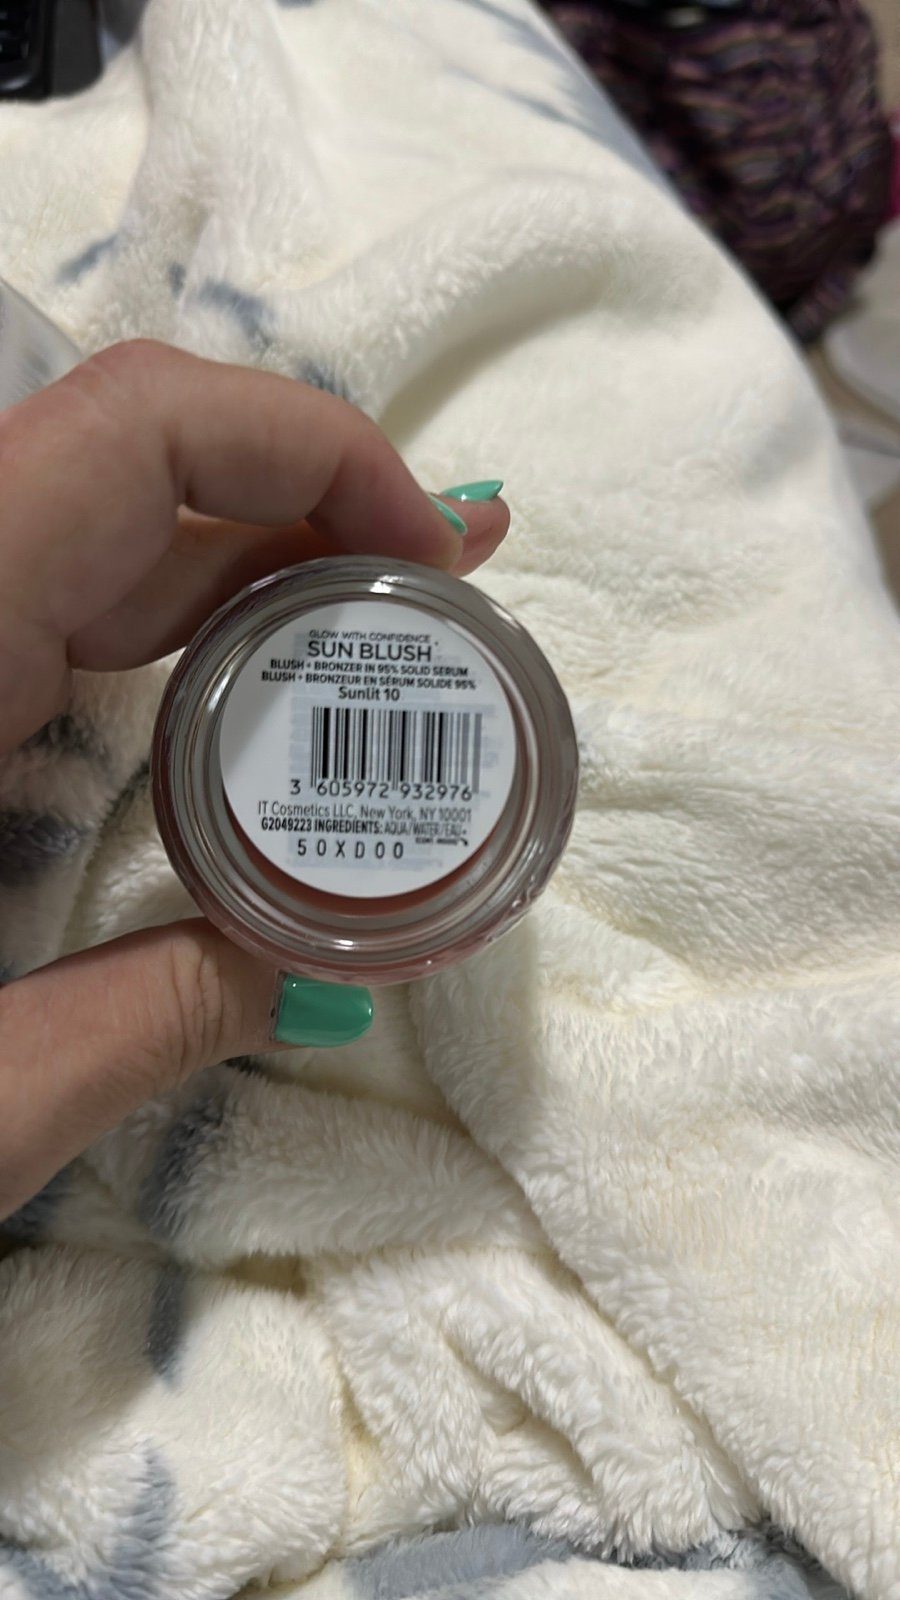 GLOW WITH CONFIDENCE
SUN BLUSH
BLUSH + BRONZER IN 95% SOLID SERUM
BLUSH + BRONZEUR EN SÉRUM SOLIDE 95%
Sunlit 10
3 605972 932976
IT Cosmetics LLC, New York, NY 10001
G2049223 INGREDIENTS: AQUA/WATER/EAU•
50XD00